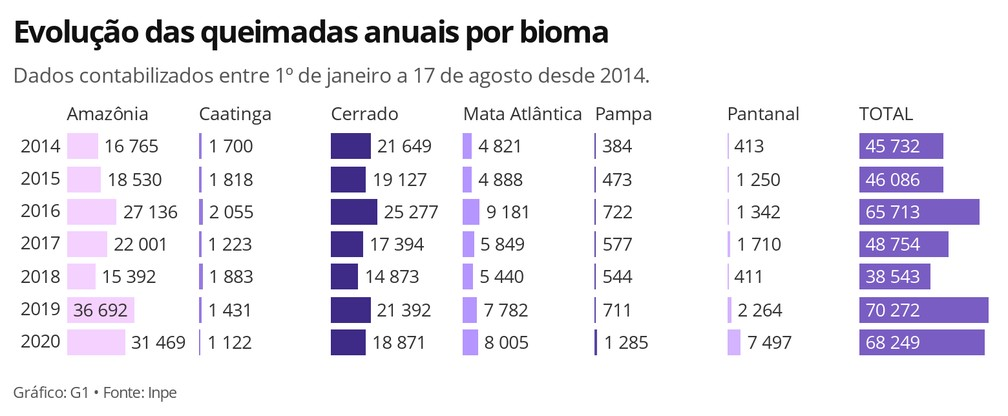 Evolução das queimadas anuais por bioma
Dados contabilizados entre 1º de janeiro a 17 de agosto desde 2014.
Amazônia Caatinga Cerrado Mata Atlântica Pampa Pantanal TOTAL
2014 16 765 1 700 21 649 4 821 384 413 45 732
2015 18 530 1 818 19 127 4 888 473 1 250 46 086
2016 27 136 2 055 25 277 9 181 722 1 342 65 713
2017 22 001 1 223 17 394 5 849 577 1 710 48 754
2018 15 392 1 883 14 873 5 440 544 411 38 543
2019 36 692 1 431 21 392 7 782 711 2 264 70 272
2020 31 469 1 122 18 871 8 005 1 285 7 497 68 249
Gráfico: G1 • Fonte: Inpe